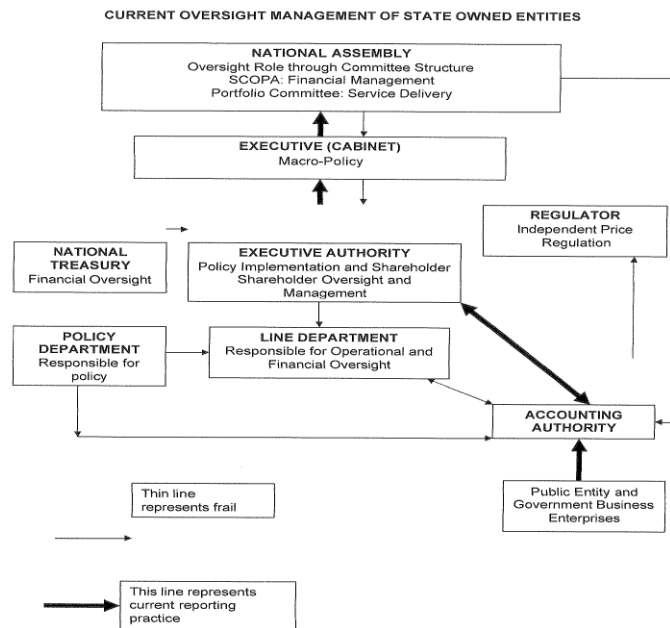 CURRENT OVERSIGHT MANAGEMENT OF STATE OWNED ENTITIES
NATIONAL ASSEMBLY
Oversight Role through Committee Structure
SCOPA: Financial Management
Portfolio Committee: Service Delivery
EXECUTIVE (CABINET)
Macro-Policy
REGULATOR
Independent Price
Regulation
NATIONAL
TREASURY
Financial Oversight
EXECUTIVE AUTHORITY
Policy Implementation and Shareholder
Shareholder Oversight and
Management
POLICY
DEPARTMENT
Responsible for
policy
LINE DEPARTMENT
Responsible for Operational and
Financial Oversight
ACCOUNTING
AUTHORITY
Public Entity and
Government Business
Enterprises
Thin line
represents frail
This line represents
current reporting
practice